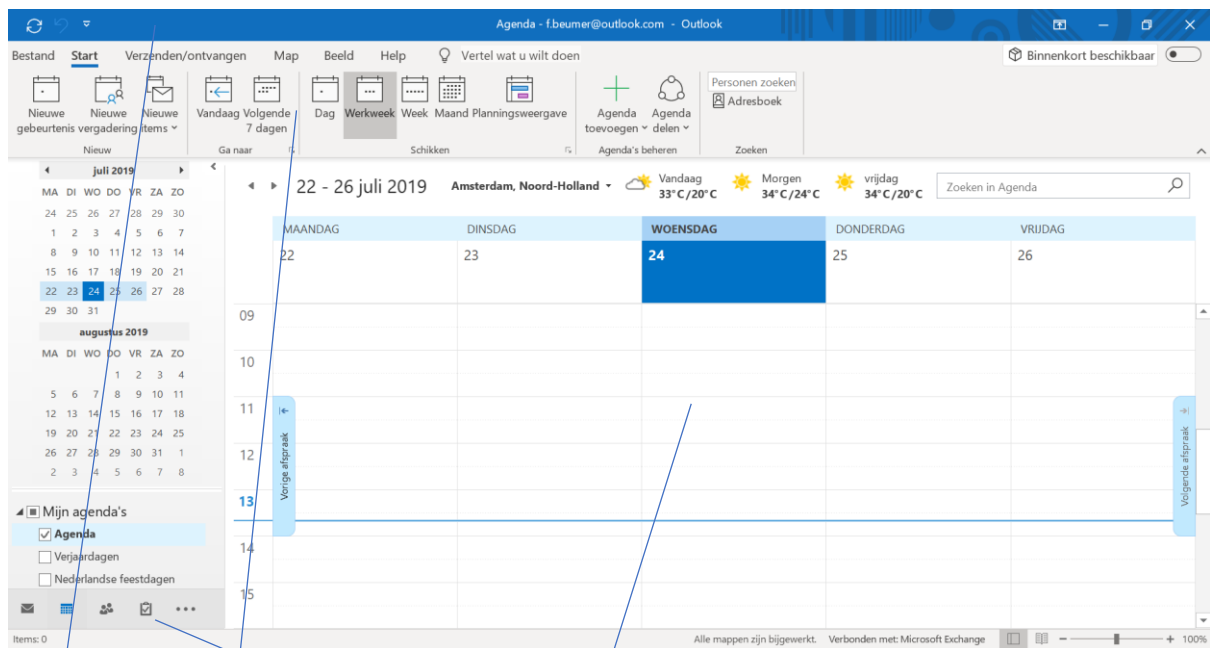 Agenda - f.beumer@outlook.com - Outlook
Bestand Start Verzenden/ontvangen Map Beeld Help Vertel wat u wilt doen Binnenkort beschikbaar
Nieuwe gebeurtenis
Nieuwe vergadering
Nieuwe items
Nieuw
Vandaag
Volgende 7 dagen
Ga naar
Dag Werkweek Week Maand Planningsweergave
Schikken
Agenda toevoegen
Agenda delen
Agenda's beheren
Personen zoeken
Adresboek
Zoeken
juli 2019
MA DI WO DO VR ZA ZO
24 25 26 27 28 29 30
1 2 3 4 5 6 7
8 9 10 11 12 13 14
15 16 17 18 19 20 21
22 23 24 25 26 27 28
29 30 31
augustus 2019
MA DI WO DO VR ZA ZO
1 2 3 4
5 6 7 8 9 10 11
12 13 14 15 16 17 18
19 20 21 22 23 24 25
26 27 28 29 30 31 1
2 3 4 5 6 7 8
Mijn agenda's
Agenda
Verjaardagen
Nederlandse feestdagen
22 - 26 juli 2019
Amsterdam, Noord-Holland
Vandaag
33°C/20°C
Morgen
34°C/24°C
vrijdag
34°C/20°C
Zoeken in Agenda
MAANDAG DINSDAG WOENSDAG DONDERDAG VRIJDAG
22 23 24 25 26
09
10
11
12
13
14
15
Vorige afspraak
Volgende afspraak
Items: 0
Alle mappen zijn bijgewerkt. Verbonden met: Microsoft Exchange
100%